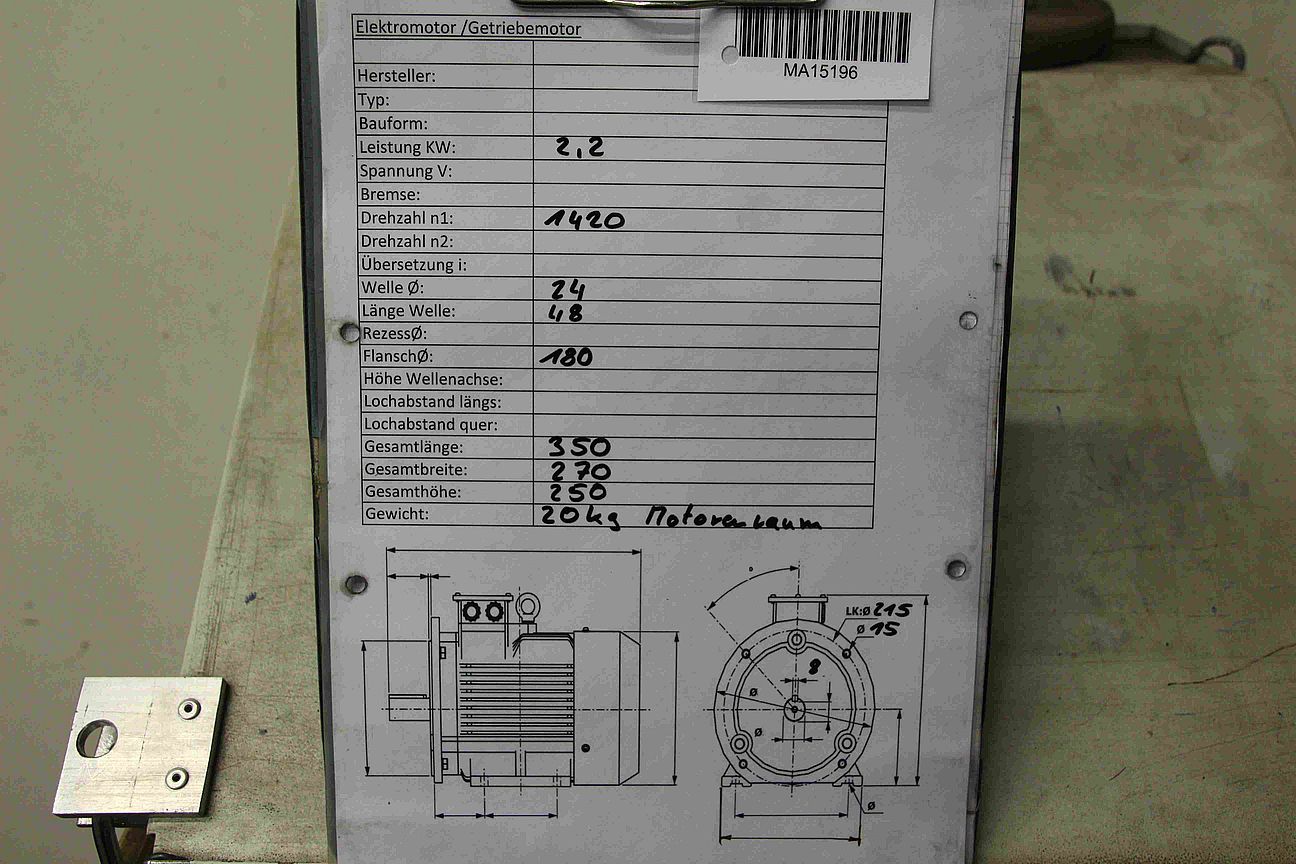 Elektromotor /Getriebemotor
MA15196
Hersteller:
Typ:
Bauform:
Leistung KW: 2,2
Spannung V:
Bremse:
Drehzahl n1: 1420
Drehzahl n2:
Übersetzung i:
Welle Ø: 24
Länge Welle: 48
RezessØ:
FlanschØ: 180
Höhe Wellenachse:
Lochabstand längs:
Lochabstand quer:
Gesamtlänge: 350
Gesamtbreite: 270
Gesamthöhe: 250
Gewicht: 20kg Motorenraum
LK:Ø 215
Ø 15
8
Ø
Ø
Ø